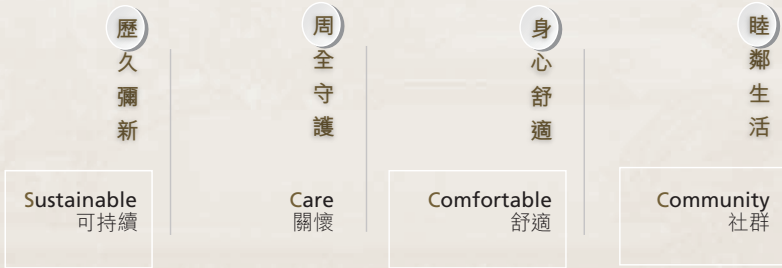 歷久彌新
Sustainable
可持續
周全守護
Care
關懷
身心舒適
Comfortable
舒適
睦鄰生活
Community
社群